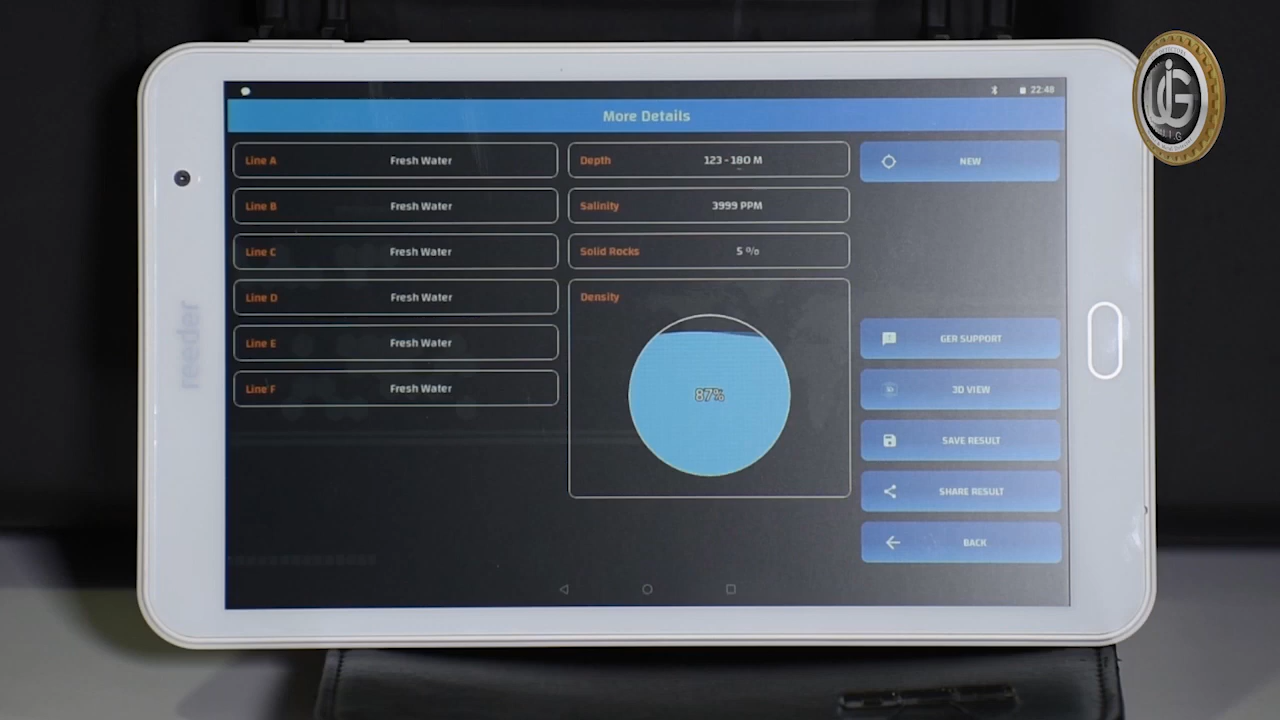 22:48
More Details
Line A Fresh Water
Line B Fresh Water
Line C Fresh Water
Line D Fresh Water
Line E Fresh Water
Line F Fresh Water
Depth 123 - 180 M
Salinity 3999 PPM
Solid Rocks 5 %
Density
87%
NEW
GER SUPPORT
3D VIEW
SAVE RESULT
SHARE RESULT
BACK
reeder
UIG